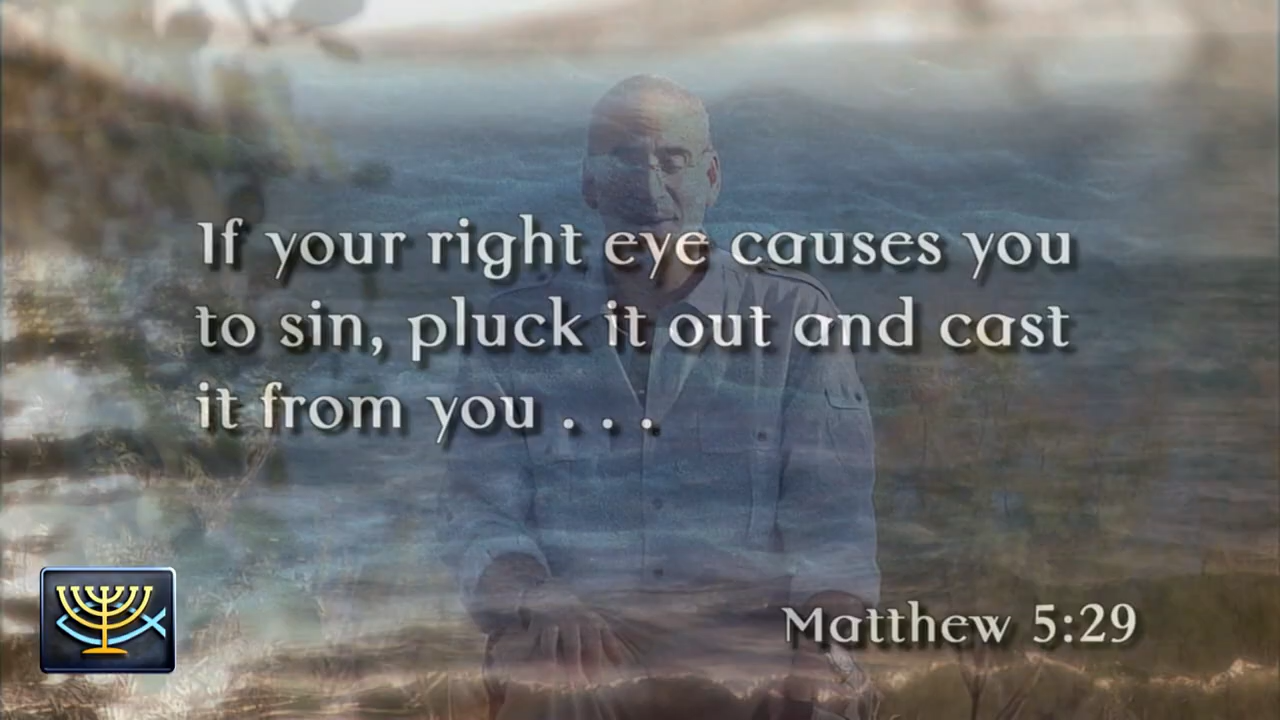 If your right eye causes you
to sin, pluck it out and cast
it from you . . .
Matthew 5:29